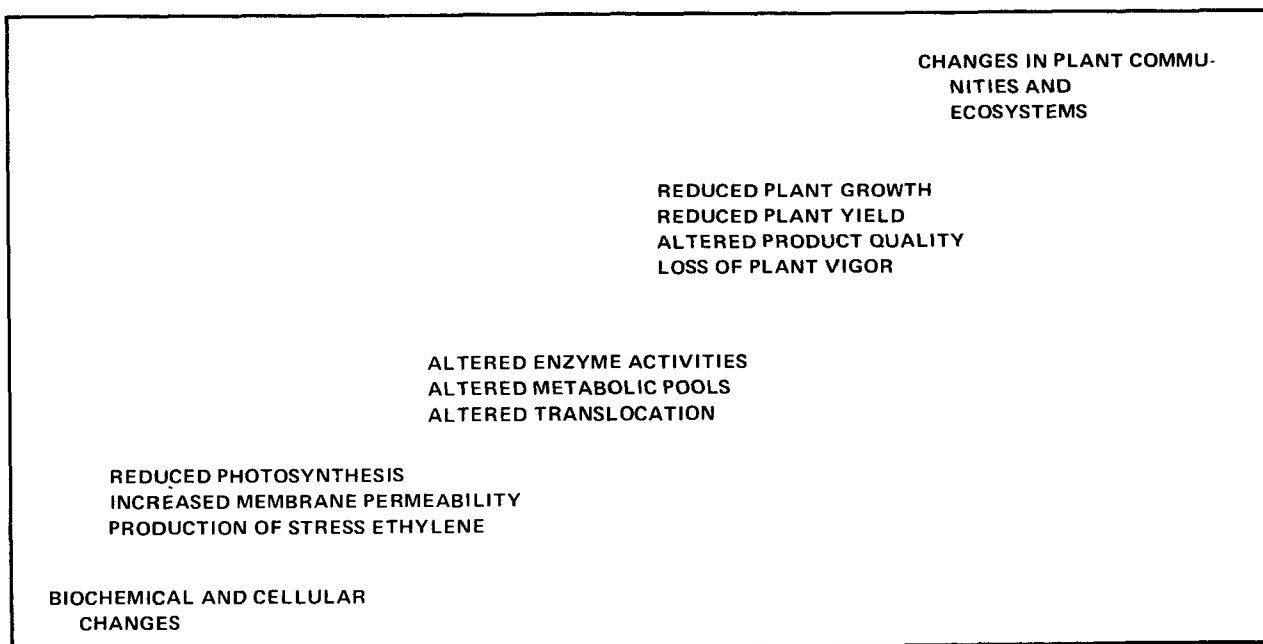 CHANGES IN PLANT COMMU-
NITIES AND
ECOSYSTEMS
REDUCED PLANT GROWTH
REDUCED PLANT YIELD
ALTERED PRODUCT QUALITY
LOSS OF PLANT VIGOR
ALTERED ENZYME ACTIVITIES
ALTERED METABOLIC POOLS
ALTERED TRANSLOCATION
REDUCED PHOTOSYNTHESIS
INCREASED MEMBRANE PERMEABILITY
PRODUCTION OF STRESS ETHYLENE
BIOCHEMICAL AND CELLULAR
CHANGES